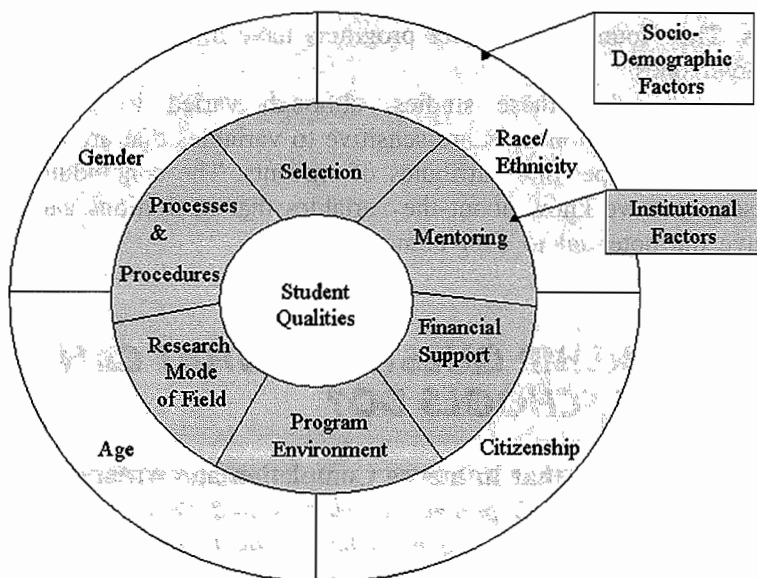 Socio-
Demographic
Factors
Gender
Selection
Race/
Ethnicity
Processes
&
Procedures
Mentoring
Institutional
Factors
Student
Qualities
Research
Mode
of Field
Financial
Support
Program
Environment
Age
Citizenship